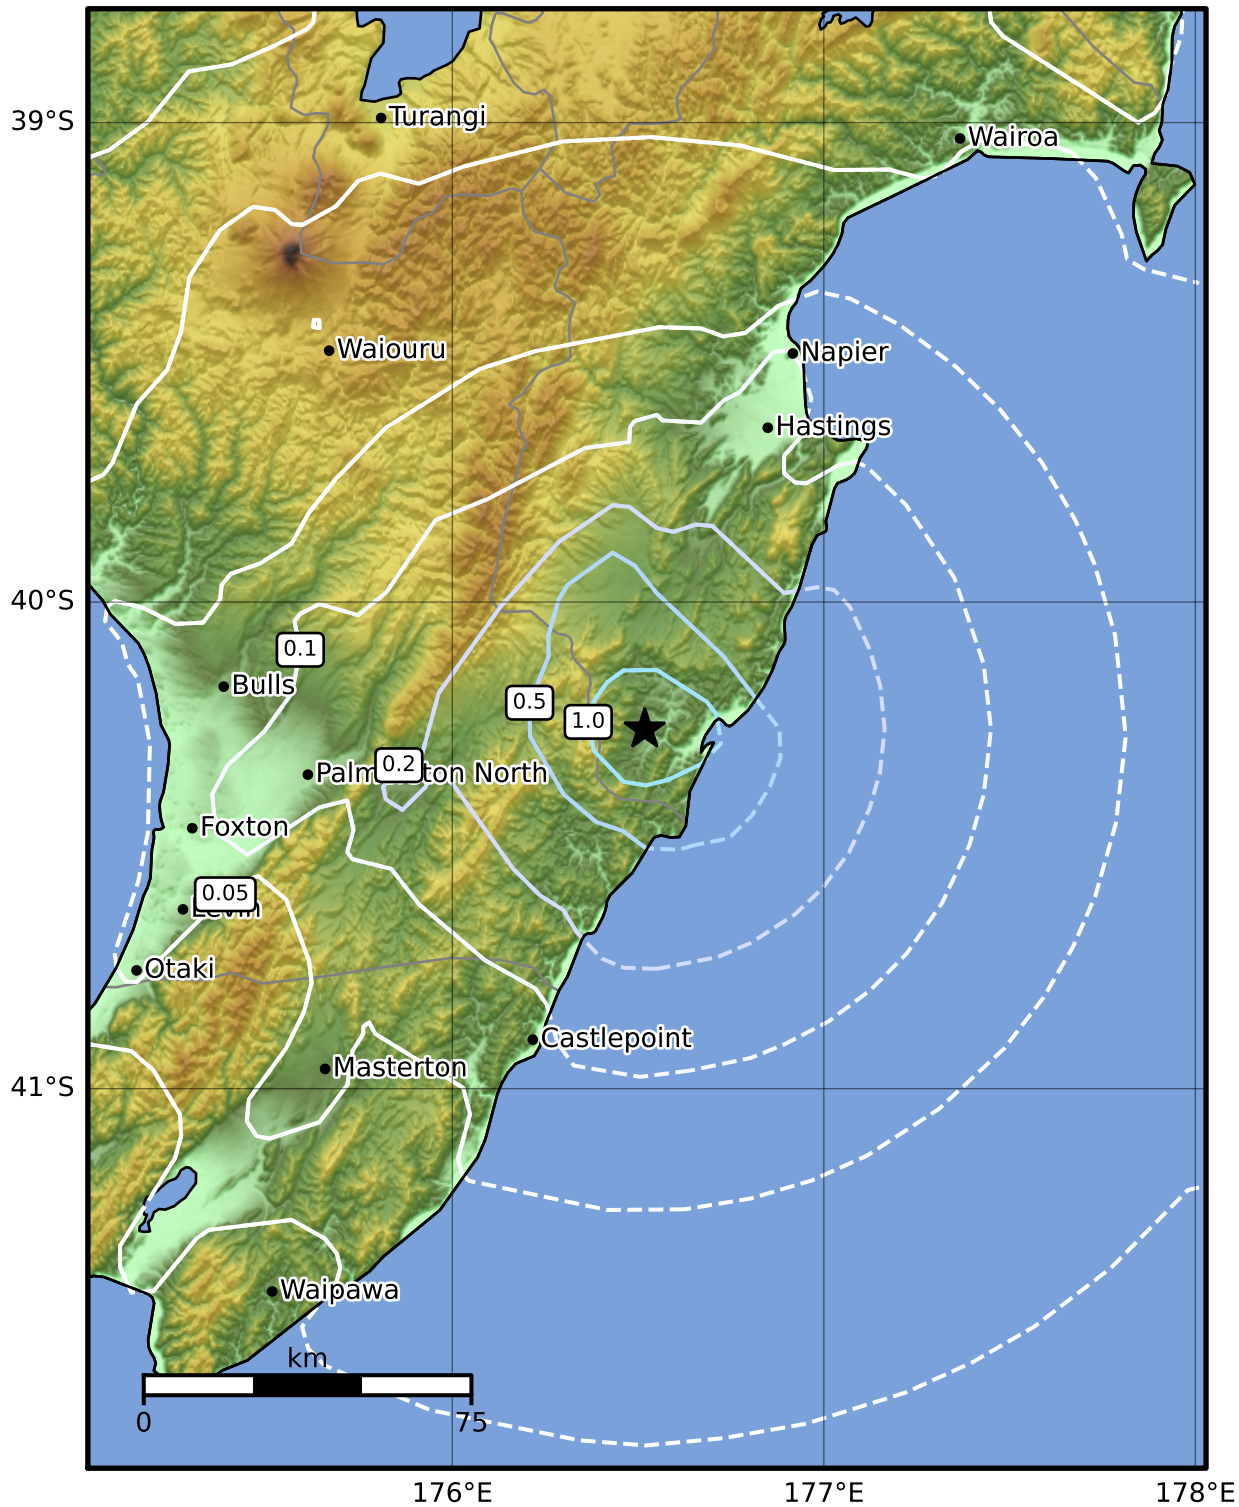 39°S
Turangi
Wairoa
Waiouru
Napier
Hastings
40°S
0.1
Bulls
0.5
1.0
0.2
Palmerston North
Foxton
0.05
Levin
Otaki
Castlepoint
Masterton
41°S
Waipawa
km
0
75
176°E
177°E
178°E